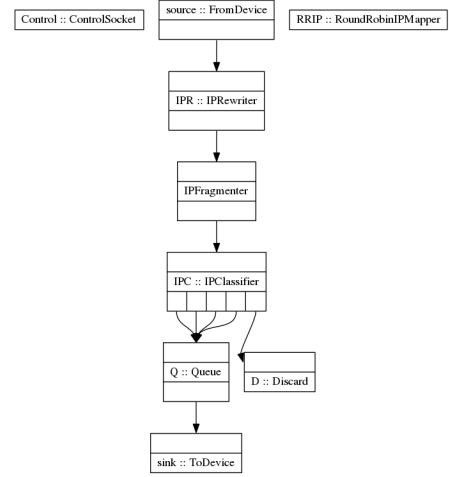 Control :: ControlSocket
source :: FromDevice
RRIP :: RoundRobinIPMapper
IPR :: IPRewriter
IPFragmenter
IPC :: IPClassifier
Q :: Queue
D :: Discard
sink :: ToDevice